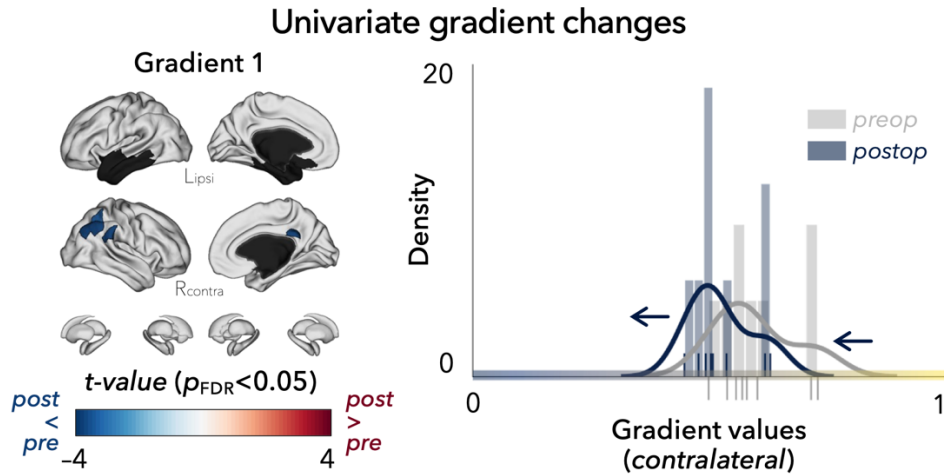 Univariate gradient changes
Gradient 1
Lipsi
Rcontra
t-value (pFDR<0.05)
post
<
pre
post
>
pre
−4
4
20
Density
0
preop
postop
0
1
Gradient values
(contralateral)